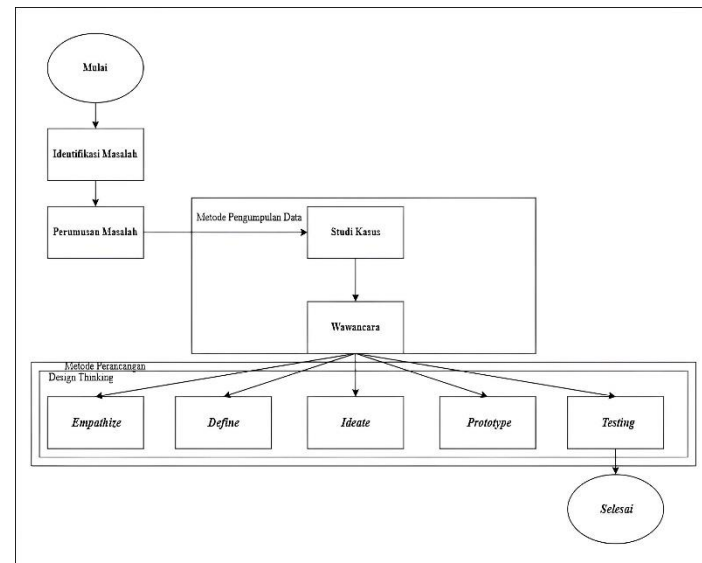 Mulai
Identifikasi Masalah
Perumusan Masalah
Metode Pengumpulan Data
Studi Kasus
Wawancara
Metode Perancangan
Design Thinking
Empathize
Define
Ideate
Prototype
Testing
Selesai